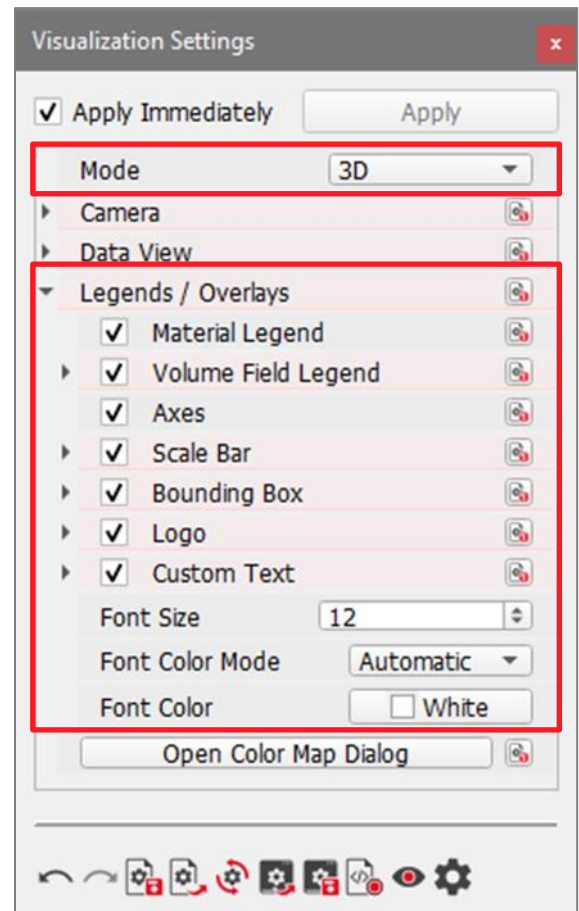 Visualization Settings x
Apply Immediately Apply
Mode 3D
Camera
Data View
Legends / Overlays
Material Legend
Volume Field Legend
Axes
Scale Bar
Bounding Box
Logo
Custom Text
Font Size 12
Font Color Mode Automatic
Font Color White
Open Color Map Dialog